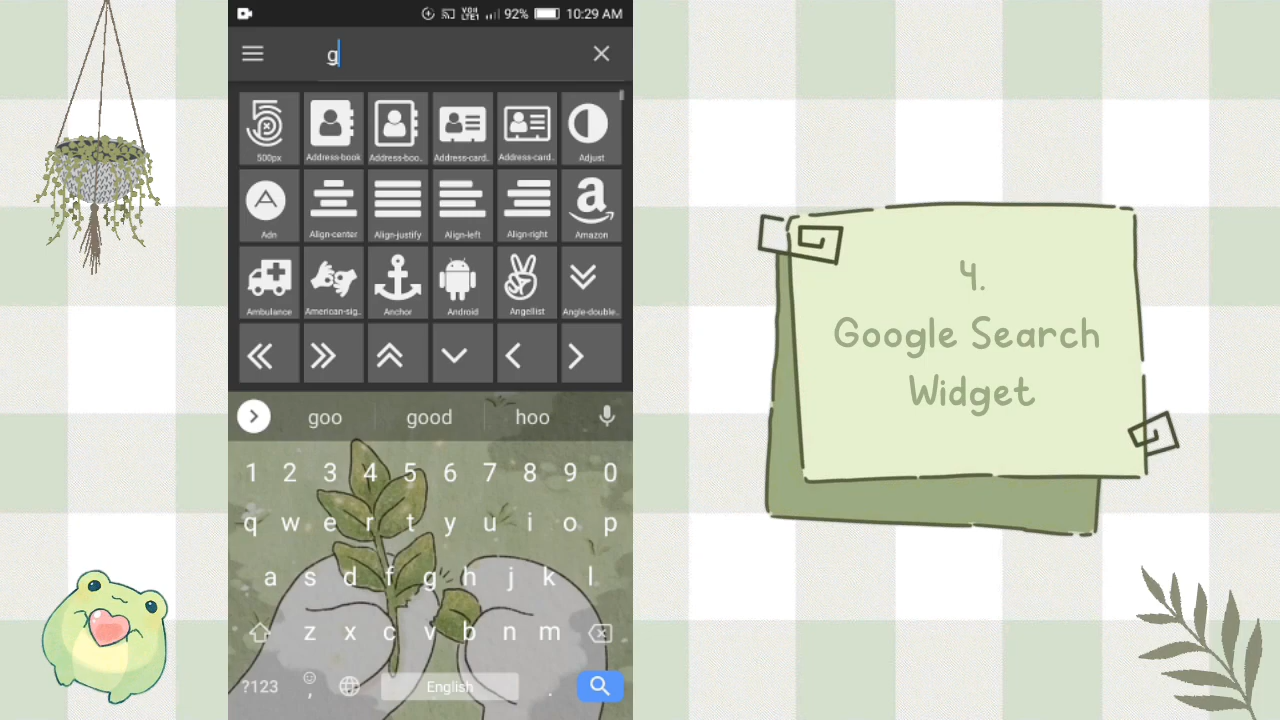 VoLTE LTE1 92% 10:29 AM
g
500px Address-book Address-boo.. Address-card.. Address-card.. Adjust
Adn Align-center Align-justify Align-left Align-right Amazon
Ambulance American-sig.. Anchor Android Angellist Angle-double..
goo good hoo
1 2 3 4 5 6 7 8 9 0
q w e r t y u i o p
a s d f g h j k l
z x c v b n m
?123 , English .
4.
Google Search
Widget